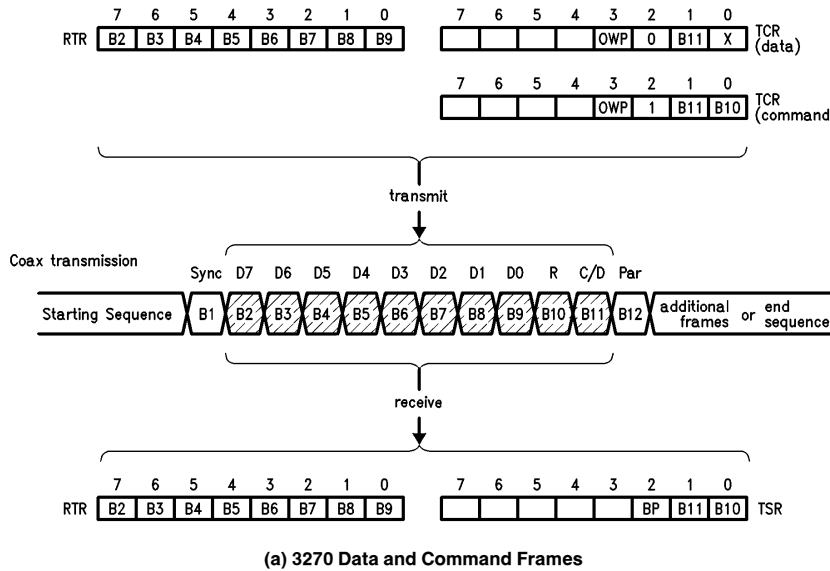 7 6 5 4 3 2 1 0 7 6 5 4 3 2 1 0
RTR B2 B3 B4 B5 B6 B7 B8 B9 OWP 0 B11 X TCR (data)
7 6 5 4 3 2 1 0
OWP 1 B11 B10 TCR (command
transmit
Coax transmission
Sync D7 D6 D5 D4 D3 D2 D1 D0 R C/D Par
Starting Sequence B1 B2 B3 B4 B5 B6 B7 B8 B9 B10 B11 B12 additional frames or end sequence
receive
7 6 5 4 3 2 1 0 7 6 5 4 3 2 1 0
RTR B2 B3 B4 B5 B6 B7 B8 B9 BP B11 B10 TSR
(a) 3270 Data and Command Frames